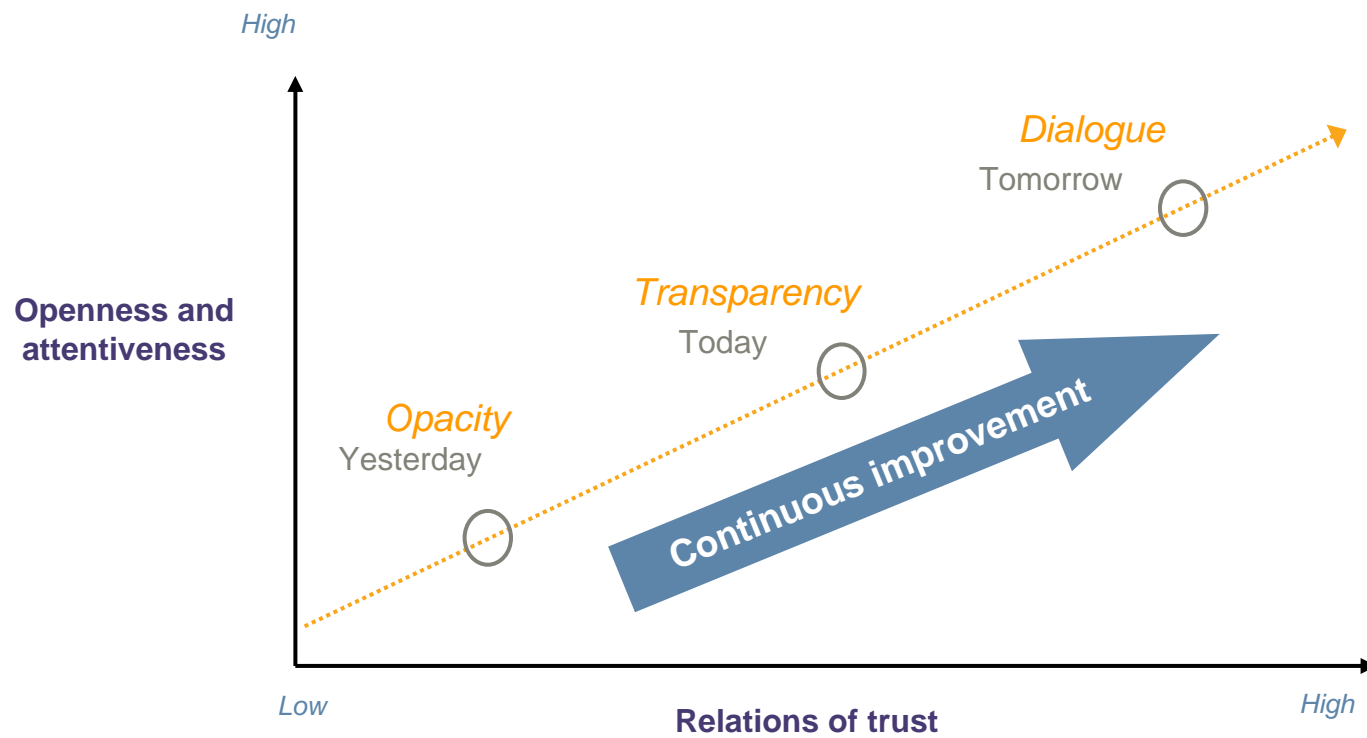 High
Dialogue
Tomorrow
Transparency
Today
Openness and
attentiveness
Opacity
Yesterday
Continuous improvement
Low
High
Relations of trust